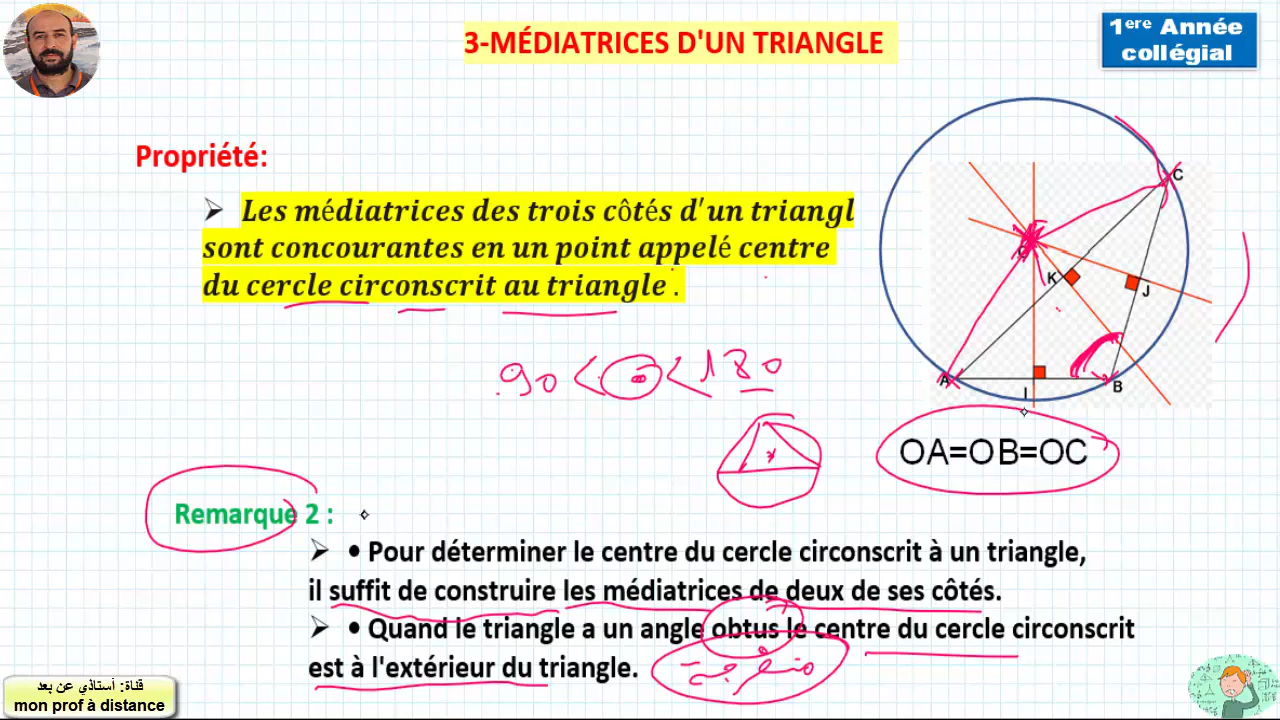 3-MÉDIATRICES D'UN TRIANGLE
1ere Année
collégial
Propriété:
➢ Les médiatrices des trois côtés d'un triangl
sont concourantes en un point appelé centre
du cercle circonscrit au triangle .
C
K
J
A
I
B
90 < < 180
OA=OB=OC
Remarque 2 :
➢ • Pour déterminer le centre du cercle circonscrit à un triangle,
il suffit de construire les médiatrices de deux de ses côtés.
➢ • Quand le triangle a un angle obtus le centre du cercle circonscrit
est à l'extérieur du triangle.
قناة: أستاذي عن بعد
mon prof à distance